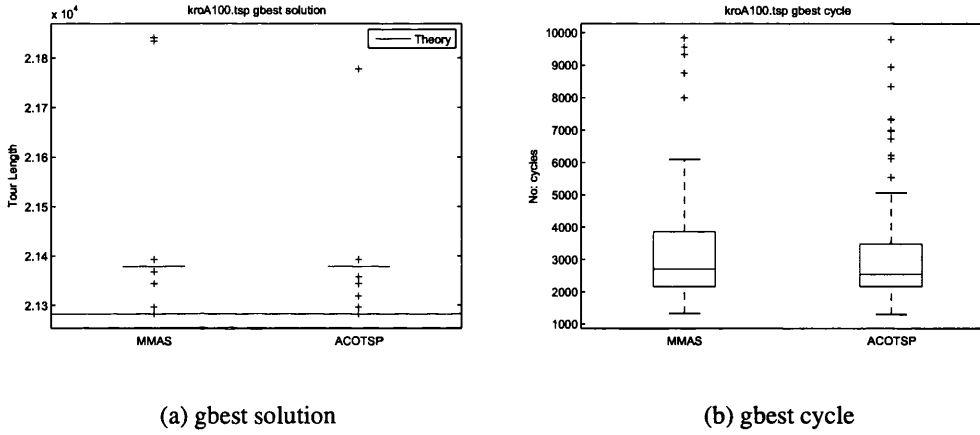 kroA100.tsp gbest solution
x 10⁴
Theory
2.18
2.17
2.16
2.15
2.14
2.13
Tour Length
MMAS
ACOTSP
(a) gbest solution
kroA100.tsp gbest cycle
10000
9000
8000
7000
6000
5000
4000
3000
2000
1000
No: cycles
MMAS
ACOTSP
(b) gbest cycle